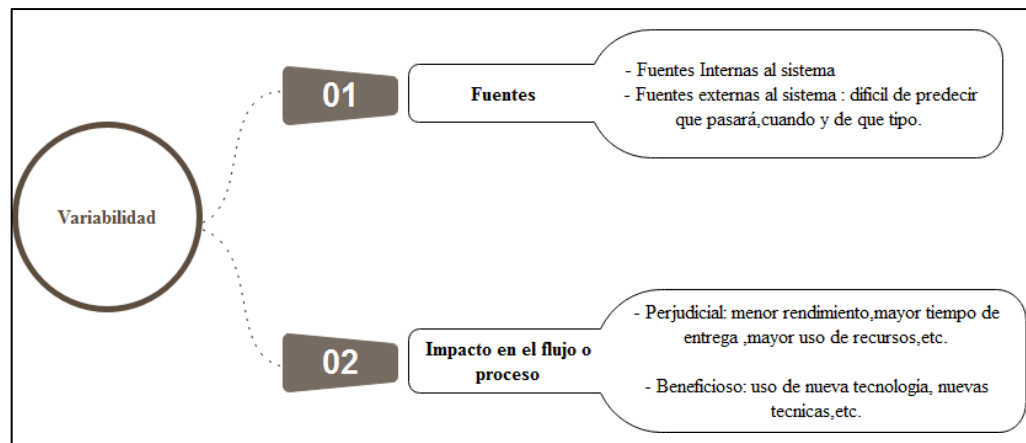 Variabilidad
01
Fuentes
- Fuentes Internas al sistema
- Fuentes externas al sistema : dificil de predecir
que pasará,cuando y de que tipo.
02
Impacto en el flujo o
proceso
- Perjudicial: menor rendimiento,mayor tiempo de
entrega ,mayor uso de recursos,etc.
- Beneficioso: uso de nueva tecnologia, nuevas
tecnicas,etc.